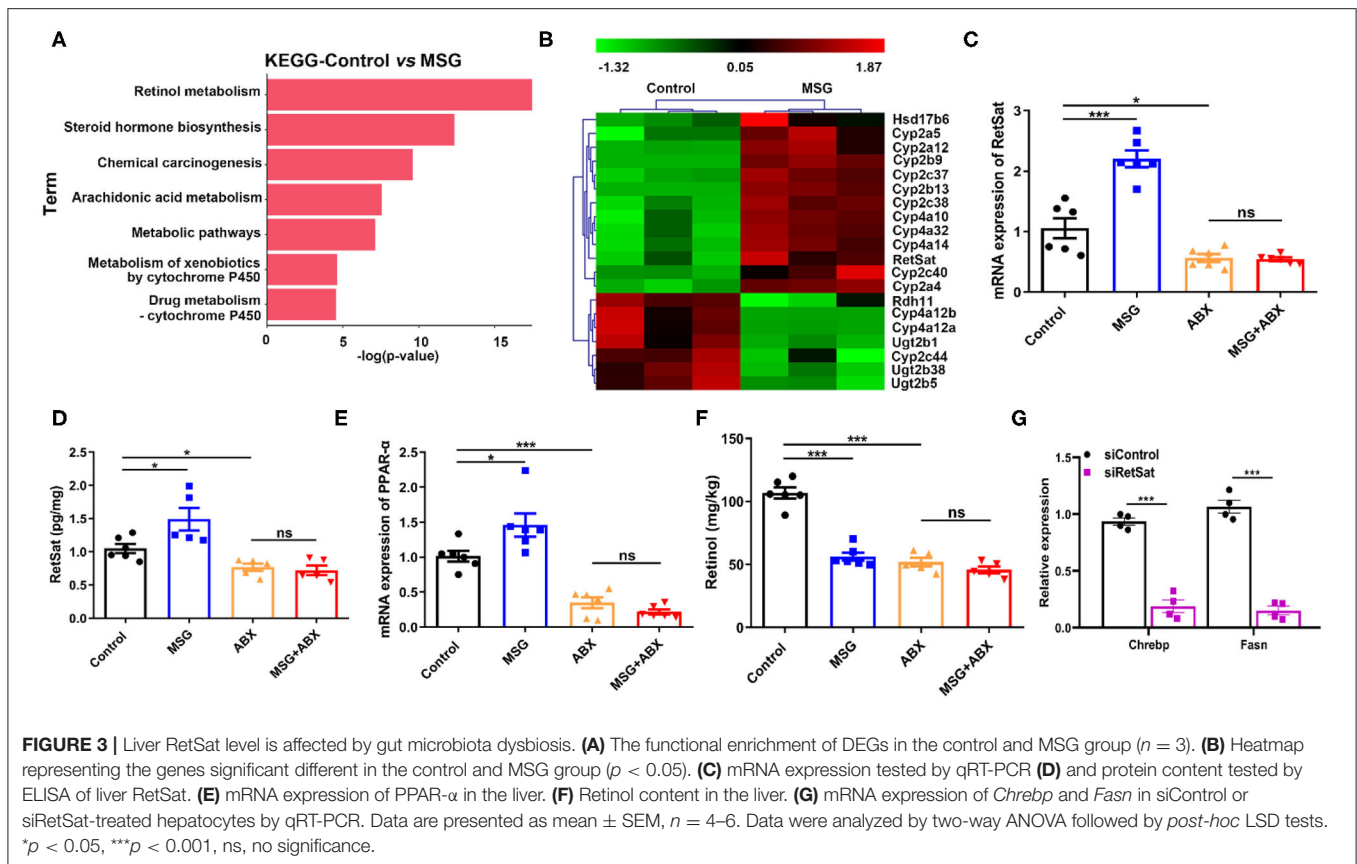 A
KEGG-Control vs MSG
Term
Retinol metabolism
Steroid hormone biosynthesis
Chemical carcinogenesis
Arachidonic acid metabolism
Metabolic pathways
Metabolism of xenobiotics
by cytochrome P450
Drug metabolism
- cytochrome P450
0 5 10 15
-log(p-value)
B
-1.32 0.05 1.87
Control MSG
Hsd17b6
Cyp2a5
Cyp2a12
Cyp2b9
Cyp2c37
Cyp2b13
Cyp2c38
Cyp4a10
Cyp4a32
Cyp4a14
RetSat
Cyp2c40
Cyp2a4
Rdh11
Cyp4a12b
Cyp4a12a
Ugt2b1
Cyp2c44
Ugt2b38
Ugt2b5
C
mRNA expression of RetSat
3
2
1
0
*
***
ns
Control MSG ABX MSG+ABX
D
RetSat (pg/mg)
2.5
2.0
1.5
1.0
0.5
0.0
*
*
ns
Control MSG ABX MSG+ABX
E
mRNA expression of PPAR-α
2.5
2.0
1.5
1.0
0.5
0.0
***
*
ns
Control MSG ABX MSG+ABX
F
Retinol (mg/kg)
150
100
50
0
***
***
ns
Control MSG ABX MSG+ABX
G
siControl
siRetSat
Relative expression
1.5
1.0
0.5
0.0
***
***
Chrebp Fasn
FIGURE 3 | Liver RetSat level is affected by gut microbiota dysbiosis. (A) The functional enrichment of DEGs in the control and MSG group (n = 3). (B) Heatmap
representing the genes significant different in the control and MSG group (p < 0.05). (C) mRNA expression tested by qRT-PCR (D) and protein content tested by
ELISA of liver RetSat. (E) mRNA expression of PPAR-α in the liver. (F) Retinol content in the liver. (G) mRNA expression of Chrebp and Fasn in siControl or
siRetSat-treated hepatocytes by qRT-PCR. Data are presented as mean ± SEM, n = 4–6. Data were analyzed by two-way ANOVA followed by post-hoc LSD tests.
*p < 0.05, ***p < 0.001, ns, no significance.